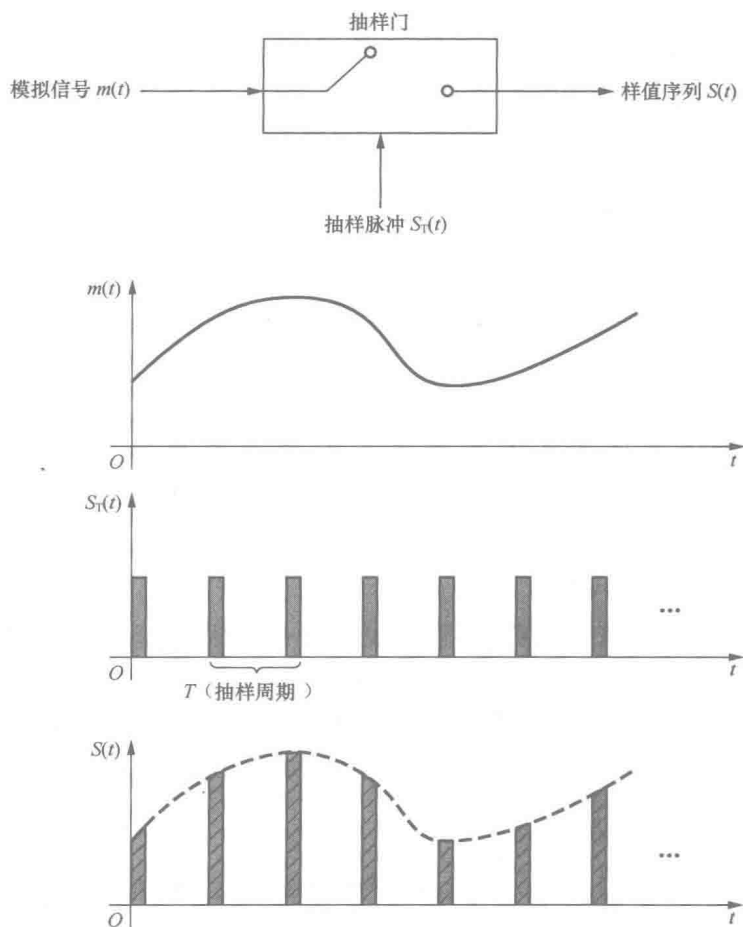 抽样门
模拟信号 m(t)
样值序列 S(t)
抽样脉冲 S_T(t)
m(t)
O
t
S_T(t)
...
O
t
T（抽样周期）
S(t)
...
O
t